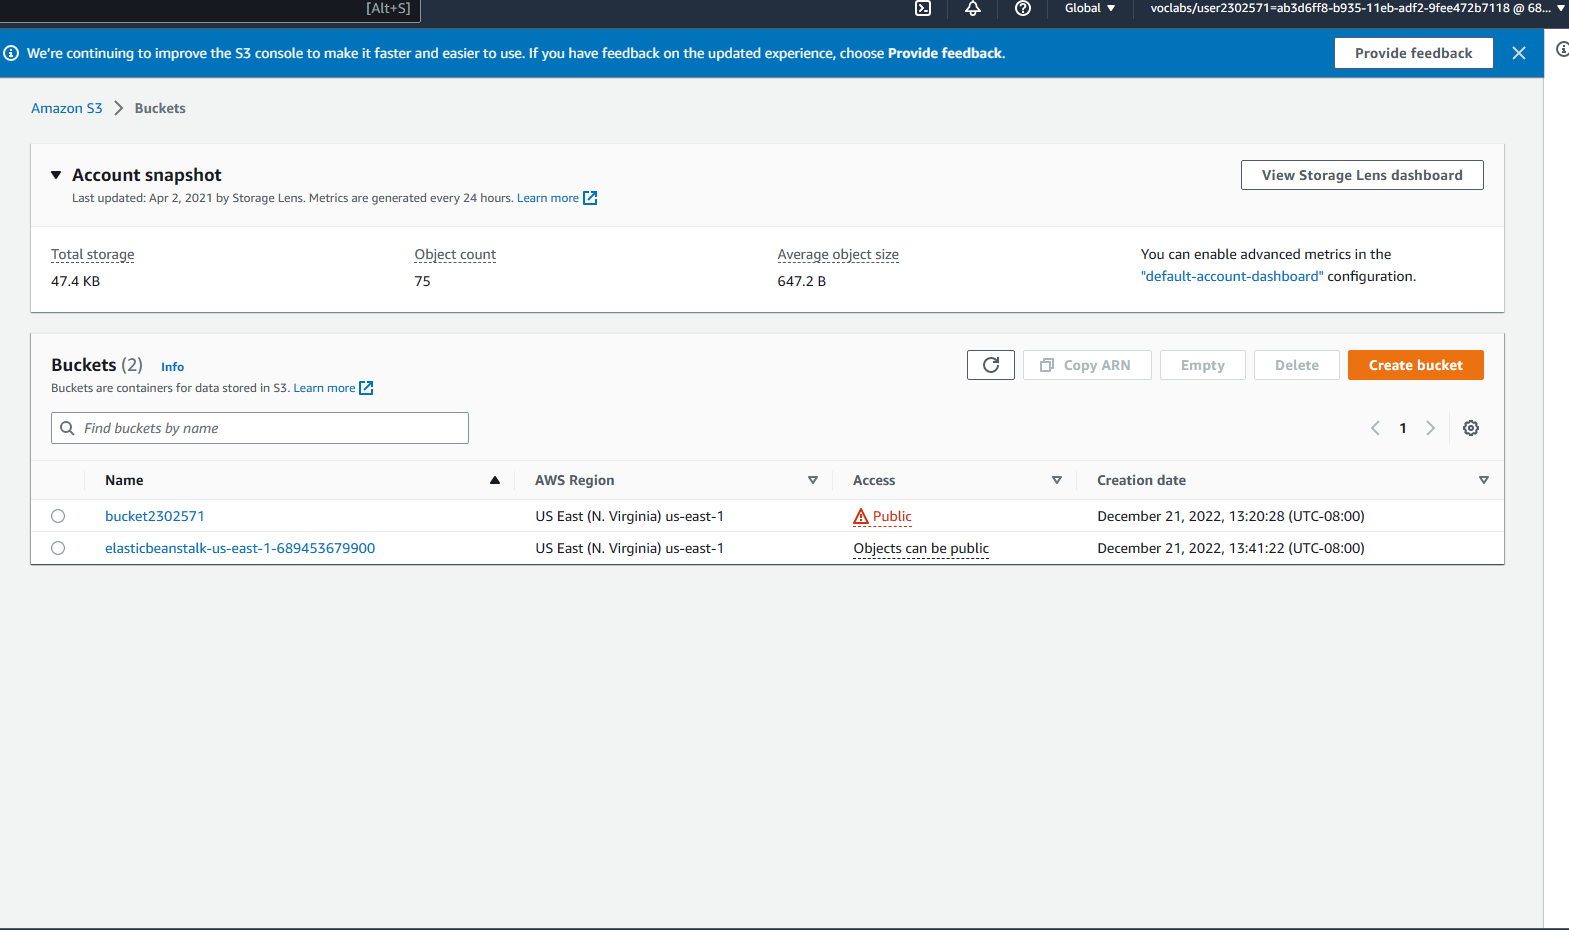 [Alt+S]
Global
voclabs/user2302571=ab3d6ff8-b935-11eb-adf2-9fee472b7118 @ 68...
We're continuing to improve the S3 console to make it faster and easier to use. If you have feedback on the updated experience, choose Provide feedback.
Provide feedback
Amazon S3 > Buckets
Account snapshot
View Storage Lens dashboard
Last updated: Apr 2, 2021 by Storage Lens. Metrics are generated every 24 hours. Learn more
Total storage
47.4 KB
Object count
75
Average object size
647.2 B
You can enable advanced metrics in the
"default-account-dashboard" configuration.
Buckets (2) Info
Buckets are containers for data stored in S3. Learn more
Copy ARN
Empty
Delete
Create bucket
Find buckets by name
1
Name AWS Region Access Creation date
bucket2302571 US East (N. Virginia) us-east-1 Public December 21, 2022, 13:20:28 (UTC-08:00)
elasticbeanstalk-us-east-1-689453679900 US East (N. Virginia) us-east-1 Objects can be public December 21, 2022, 13:41:22 (UTC-08:00)